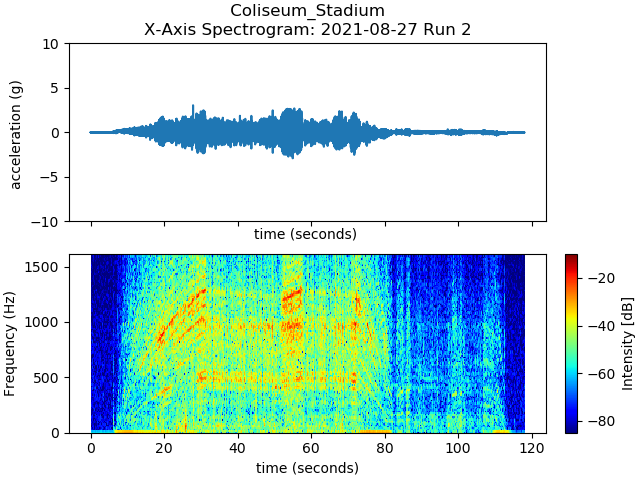 Coliseum_Stadium
X-Axis Spectrogram: 2021-08-27 Run 2
10
5
0
−5
−10
acceleration (g)
time (seconds)
1500
1000
500
0
Frequency (Hz)
0 20 40 60 80 100 120
time (seconds)
−20
−40
−60
−80
Intensity [dB]